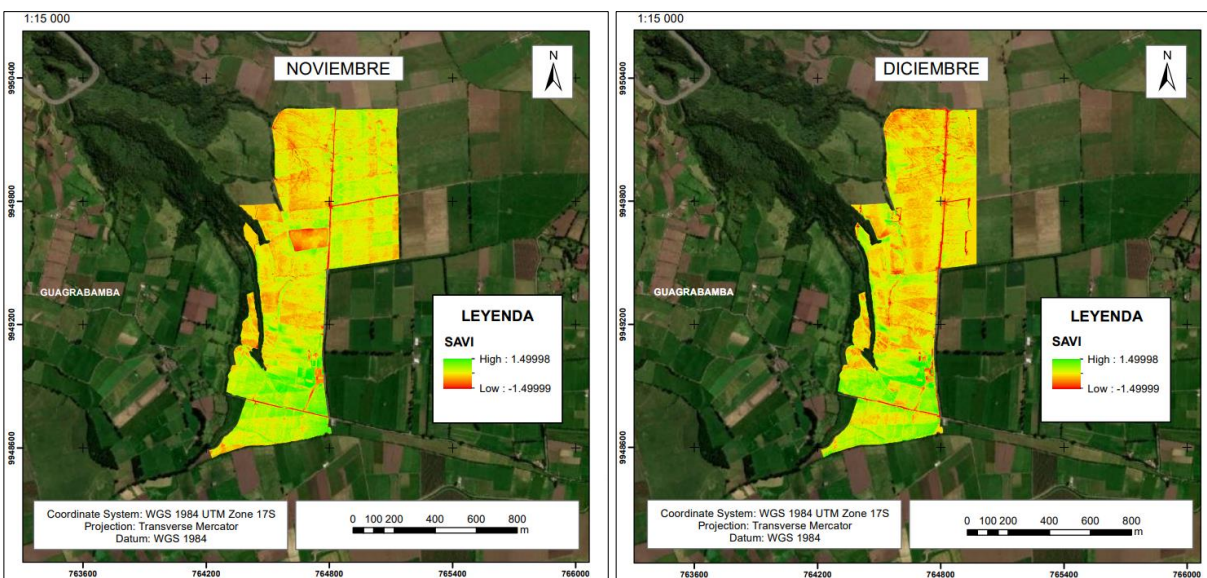 1:15 000
NOVIEMBRE
N
9950400
9949800
9949200
9948600
GUAGRABAMBA
LEYENDA
SAVI
High : 1.49998
Low : -1.49999
Coordinate System: WGS 1984 UTM Zone 17S
Projection: Transverse Mercator
Datum: WGS 1984
0 100 200 400 600 800
m
763600 764200 764800 765400 766000
1:15 000
DICIEMBRE
N
9950400
9949800
9949200
9948600
GUAGRABAMBA
LEYENDA
SAVI
High : 1.49998
Low : -1.49999
Coordinate System: WGS 1984 UTM Zone 17S
Projection: Transverse Mercator
Datum: WGS 1984
0 100 200 400 600 800
m
763600 764200 764800 765400 766000